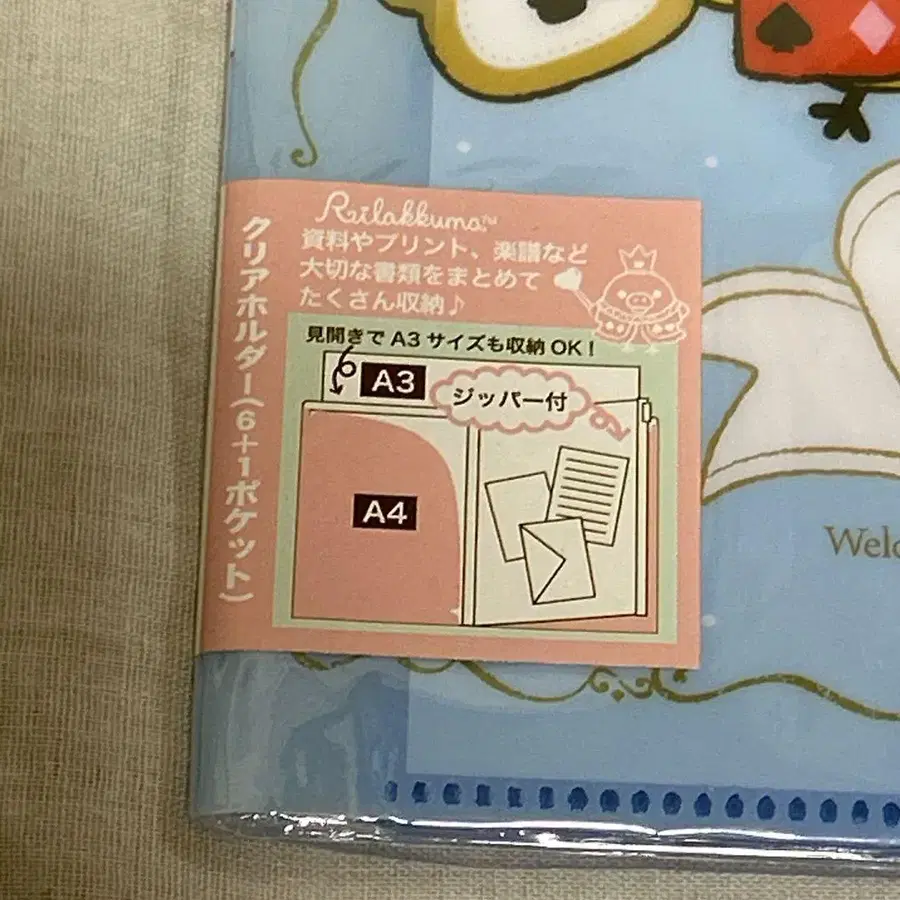 クリアホルダー(6+1ポケット)
Rilakkuma™
資料やプリント、楽譜など
大切な書類をまとめて
たくさん収納♪
見開きでA3サイズも収納OK!
A3
ジッパー付
A4